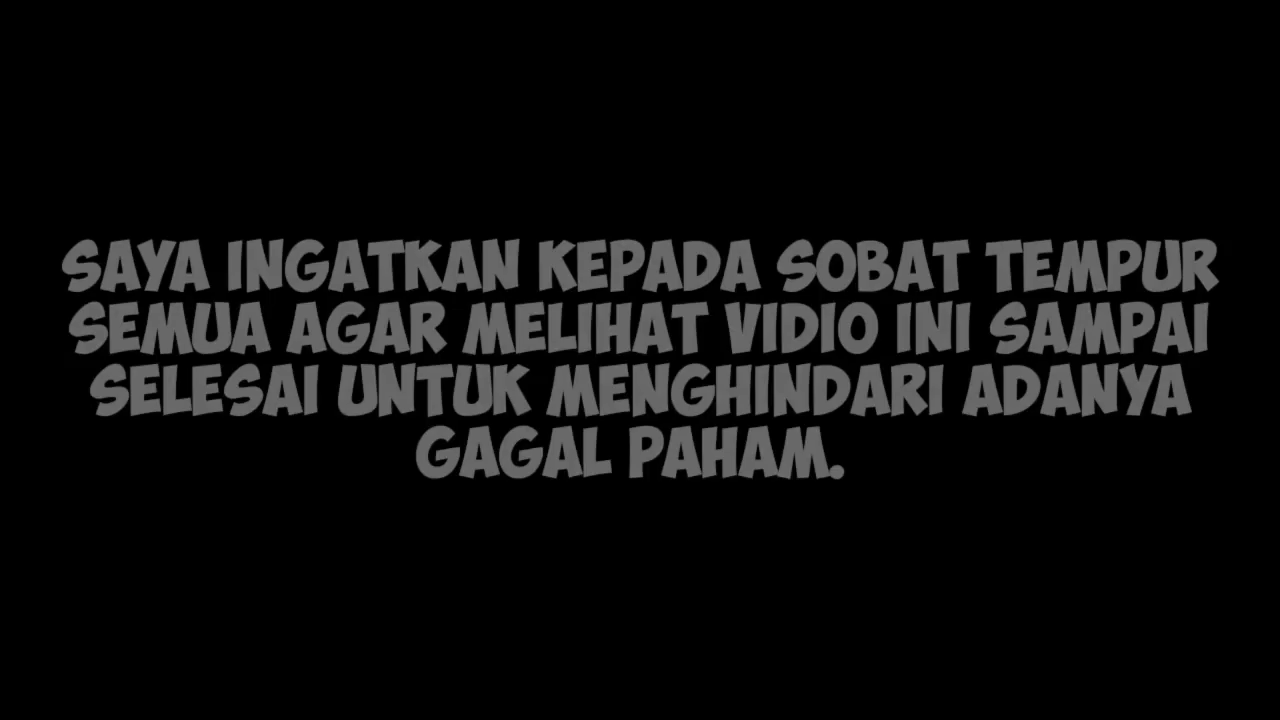 SAYA INGATKAN KEPADA SOBAT TEMPUR
SEMUA AGAR MELIHAT VIDIO INI SAMPAI
SELESAI UNTUK MENGHINDARI ADANYA
GAGAL PAHAM.